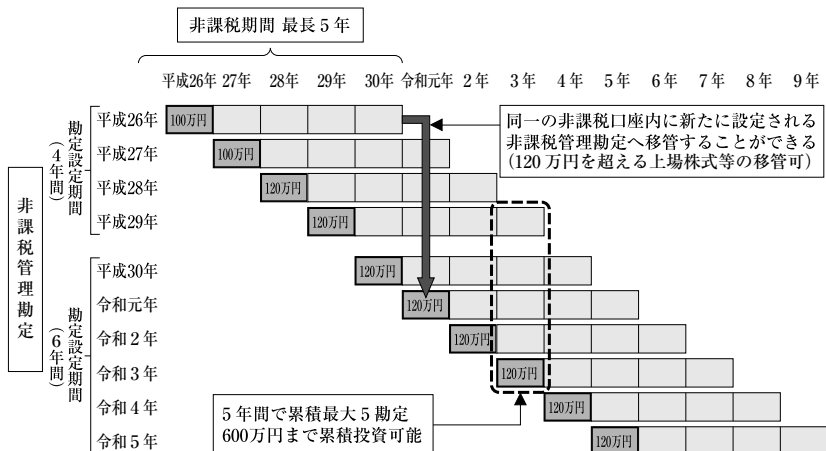 非課税期間 最長5年
平成26年 27年 28年 29年 30年 令和元年 2年 3年 4年 5年 6年 7年 8年 9年
非課税管理勘定
勘定設定期間
(4年間)
平成26年 100万円
平成27年 100万円
平成28年 120万円
平成29年 120万円
同一の非課税口座内に新たに設定される
非課税管理勘定へ移管することができる
(120万円を超える上場株式等の移管可)
勘定設定期間
(6年間)
平成30年 120万円
令和元年 120万円
令和2年 120万円
令和3年 120万円
令和4年 120万円
令和5年 120万円
5年間で累積最大5勘定
600万円まで累積投資可能